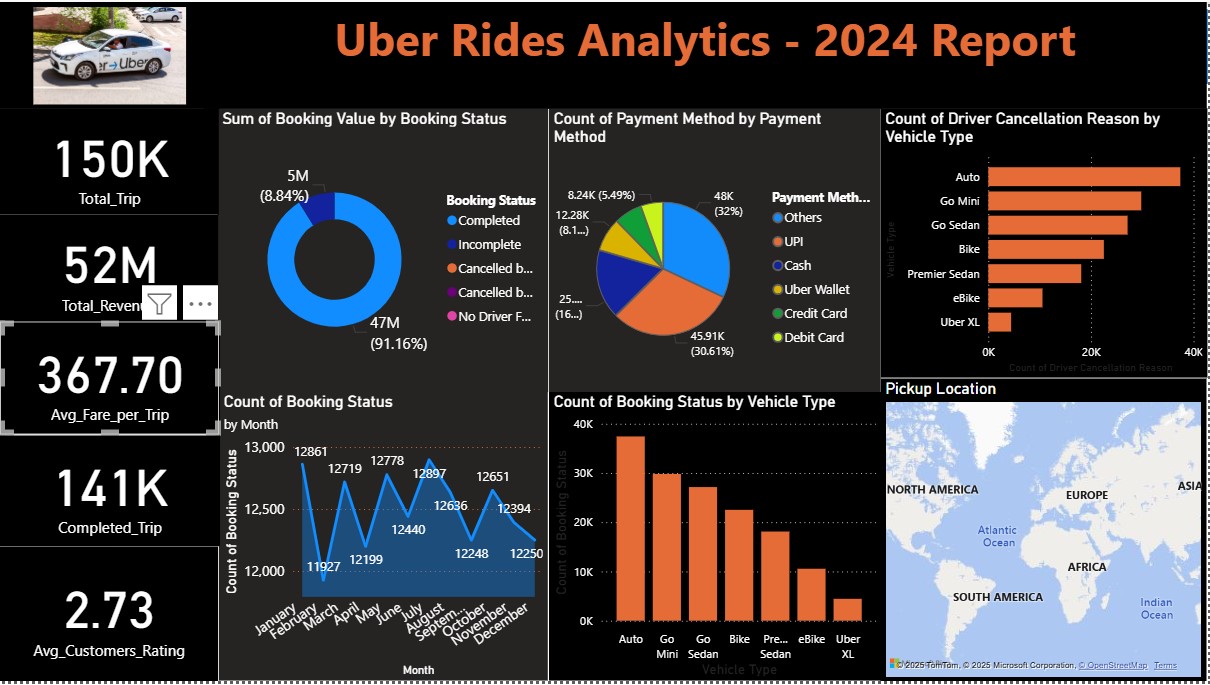 Uber Rides Analytics - 2024 Report
Uber
150K
Total_Trip
52M
Total_Reven
367.70
Avg_Fare_per_Trip
141K
Completed_Trip
2.73
Avg_Customers_Rating
Sum of Booking Value by Booking Status
5M
(8.84%)
47M
(91.16%)
Booking Status
Completed
Incomplete
Cancelled b...
Cancelled b...
No Driver F...
Count of Payment Method by Payment
Method
8.24K (5.49%)
12.28K
(8.1...)
25....
(16...)
48K
(32%)
45.91K
(30.61%)
Payment Meth...
Others
UPI
Cash
Uber Wallet
Credit Card
Debit Card
Count of Driver Cancellation Reason by
Vehicle Type
Vehicle Type
Auto
Go Mini
Go Sedan
Bike
Premier Sedan
eBike
Uber XL
0K 20K 40K
Count of Driver Cancellation Reason
Count of Booking Status
by Month
Count of Booking Status
13,000
12,500
12,000
12861
11927
12719
12199
12778
12440
12897
12636
12248
12651
12394
12250
January
February
March
April
May
June
July
August
Septem...
October
November
December
Month
Count of Booking Status by Vehicle Type
Count of Booking Status
40K
30K
20K
10K
0K
Auto
Go
Mini
Go
Sedan
Bike
Pre...
Sedan
eBike
Uber
XL
Vehicle Type
Pickup Location
NORTH AMERICA
EUROPE
ASIA
Atlantic
Ocean
AFRICA
SOUTH AMERICA
Indian
Ocean
© 2025 TomTom, © 2025 Microsoft Corporation, © OpenStreetMap Terms